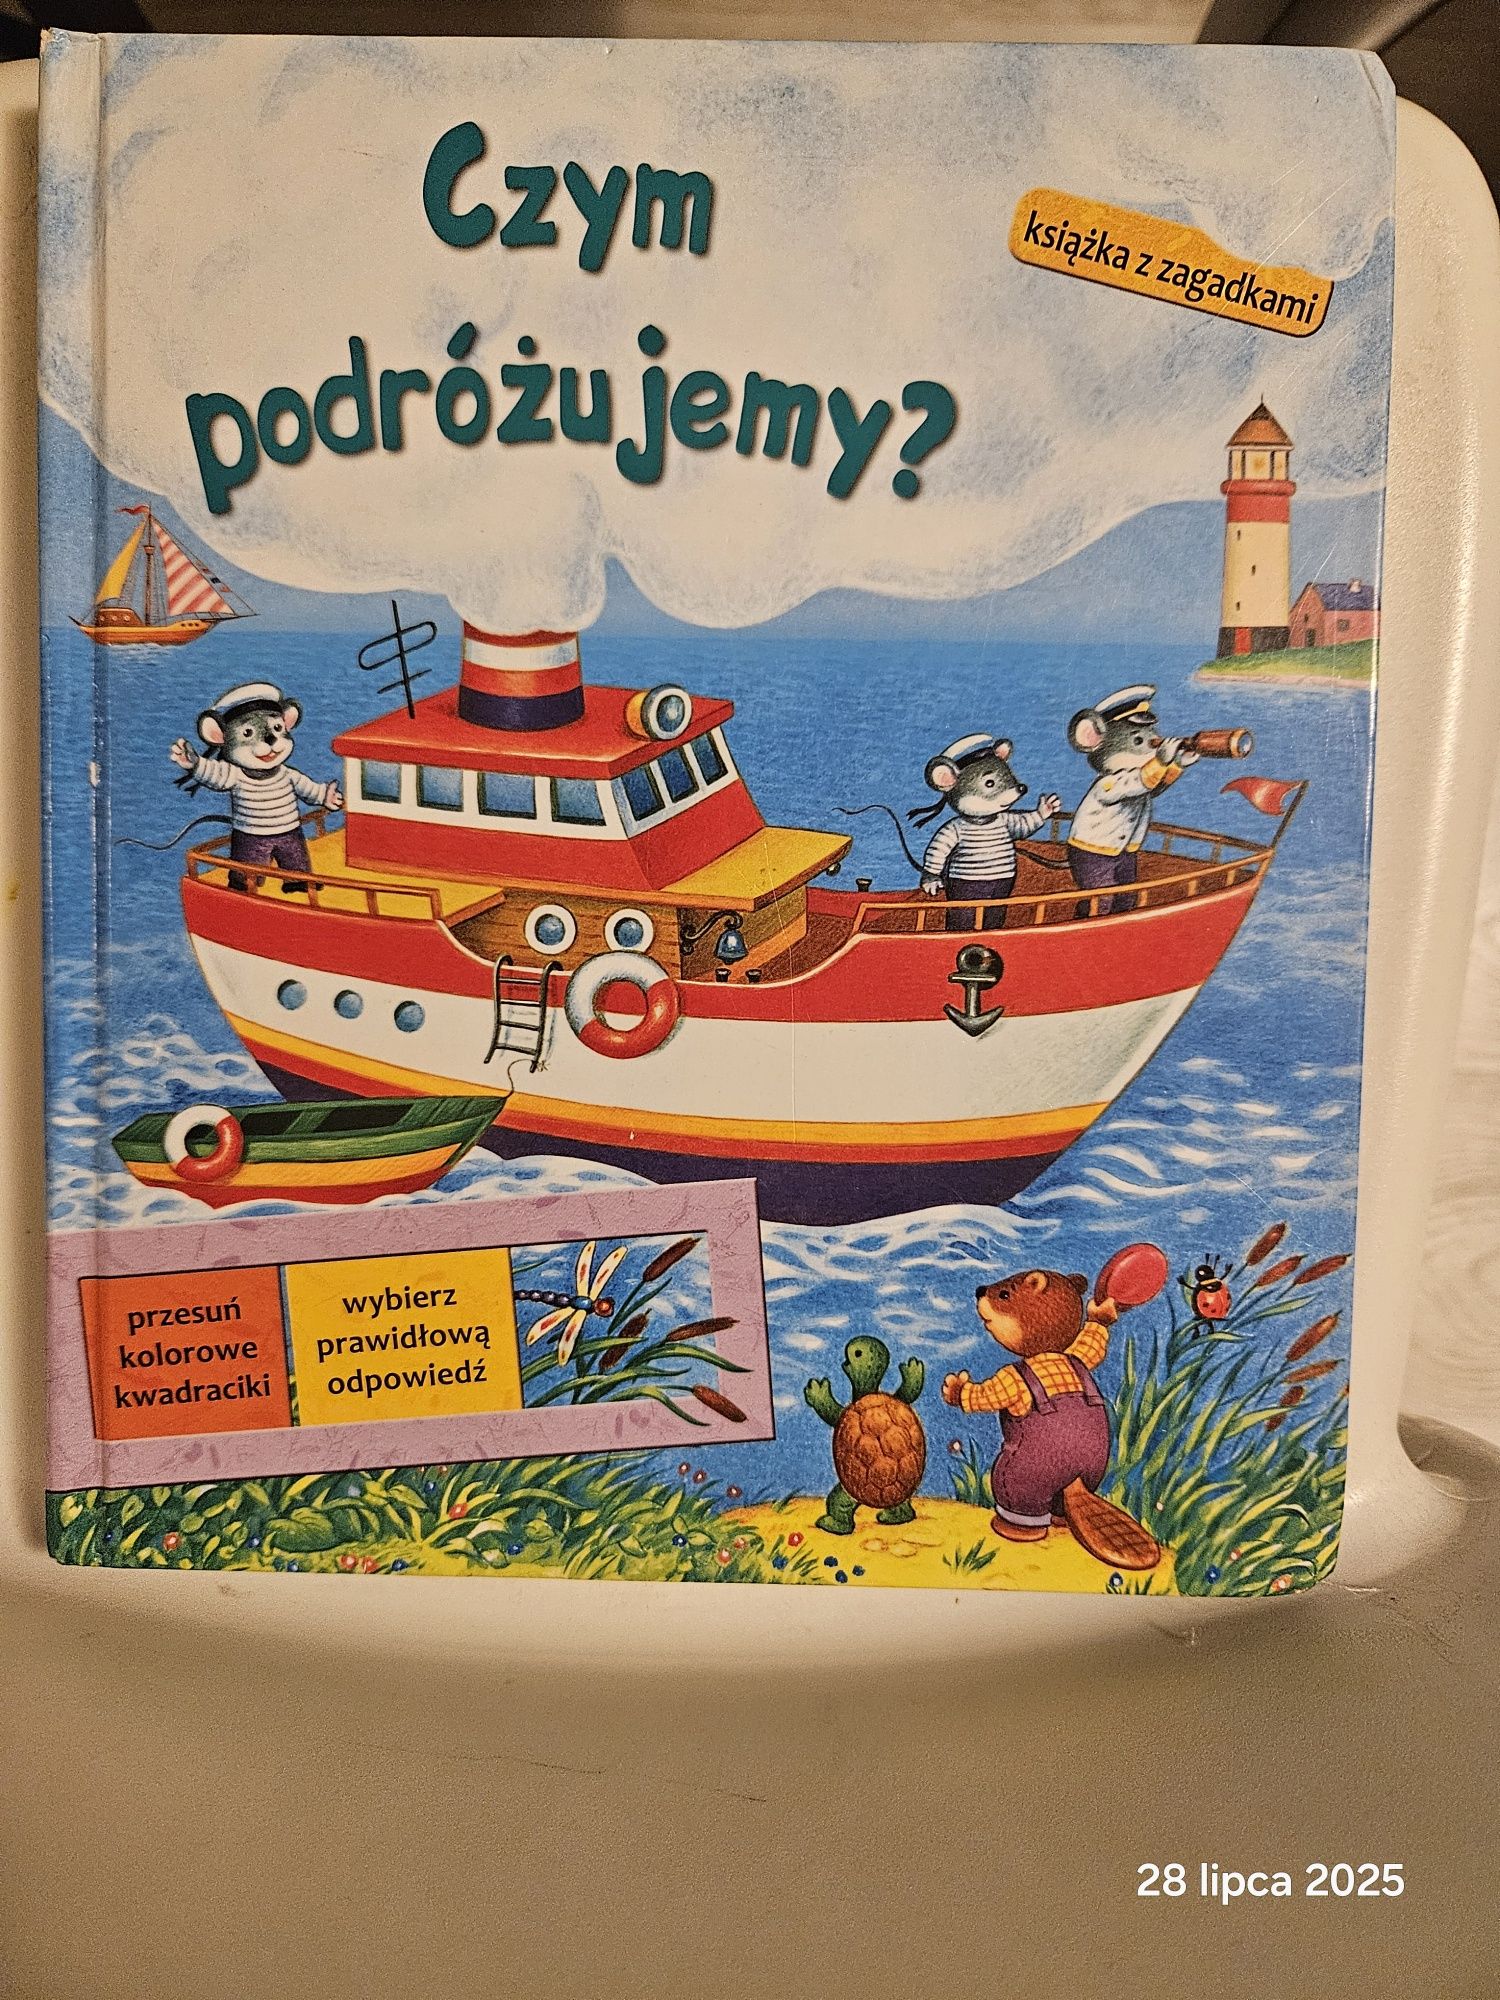 Czym
podróżujemy?
książka z zagadkami
przesuń
kolorowe
kwadraciki
wybierz
prawidłową
odpowiedź
28 lipca 2025